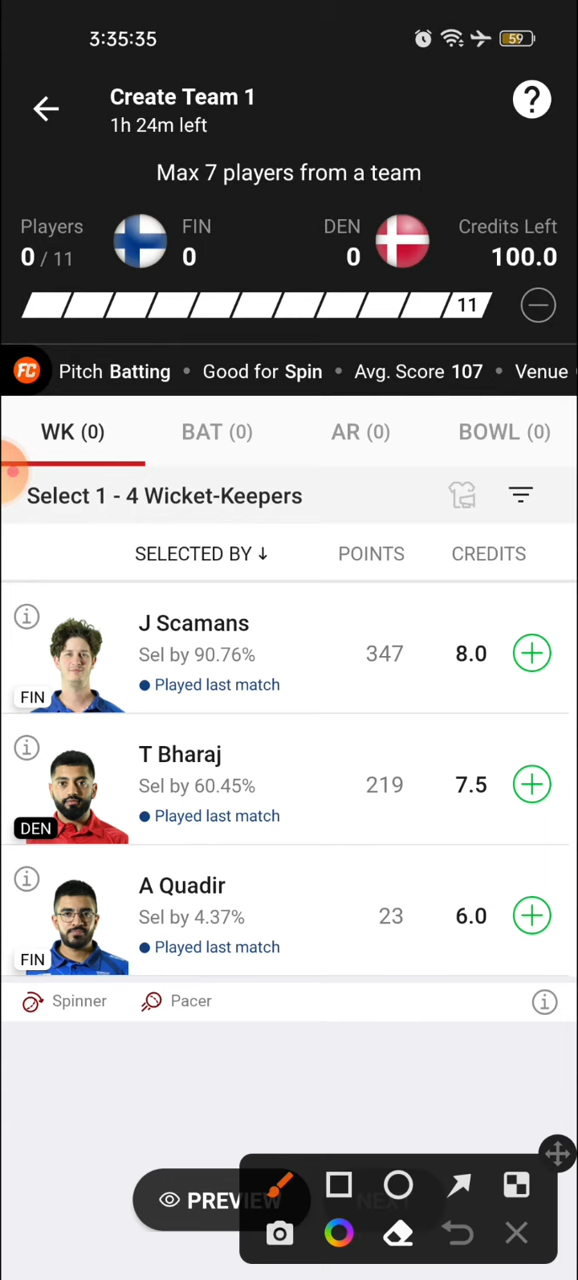 3:35:35
59
Create Team 1
1h 24m left
?
Max 7 players from a team
Players
FIN
DEN
Credits Left
0 / 11
0
0
100.0
11
FC Pitch Batting • Good for Spin • Avg. Score 107 • Venue
WK (0)
BAT (0)
AR (0)
BOWL (0)
Select 1 - 4 Wicket-Keepers
SELECTED BY ↓
POINTS
CREDITS
J Scamans
Sel by 90.76%
347
8.0
Played last match
FIN
T Bharaj
Sel by 60.45%
219
7.5
Played last match
DEN
A Quadir
Sel by 4.37%
23
6.0
Played last match
FIN
Spinner
Pacer
PREVIEW